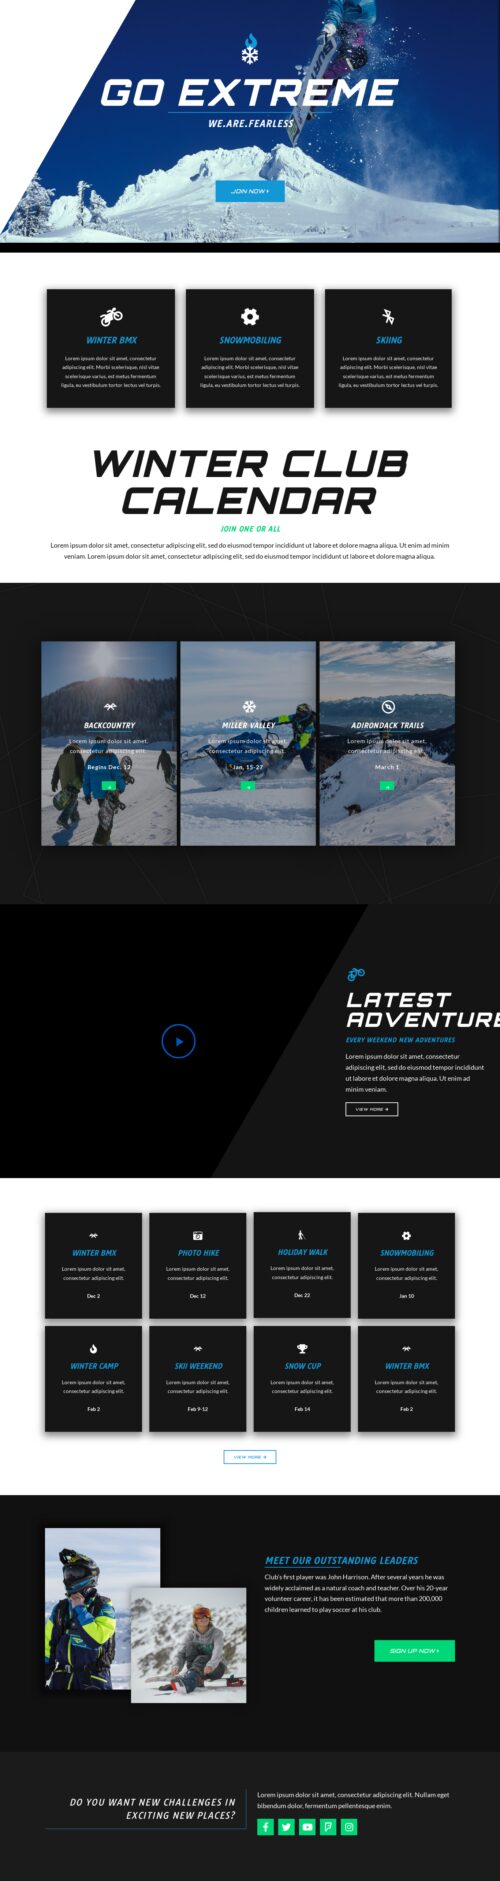 GO EXTREME
WE.ARE.FEARLESS
JOIN NOW
WINTER BMX
Lorem ipsum dolor sit amet, consectetur
adipiscing elit. Morbi scelerisque, nisl vitae
scelerisque varius, est metus fermentum
ligula, eu vestibulum tortor lectus vel turpis.
SNOWMOBILING
Lorem ipsum dolor sit amet, consectetur
adipiscing elit. Morbi scelerisque, nisl vitae
scelerisque varius, est metus fermentum
ligula, eu vestibulum tortor lectus vel turpis.
SKIING
Lorem ipsum dolor sit amet, consectetur
adipiscing elit. Morbi scelerisque, nisl vitae
scelerisque varius, est metus fermentum
ligula, eu vestibulum tortor lectus vel turpis.
WINTER CLUB
CALENDAR
JOIN ONE OR ALL
Lorem ipsum dolor sit amet, consectetur adipiscing elit, sed do eiusmod tempor incididunt ut labore et dolore magna aliqua. Ut enim ad minim
veniam. Lorem ipsum dolor sit amet, consectetur adipiscing elit, sed do eiusmod tempor incididunt ut labore et dolore magna aliqua.
BACKCOUNTRY
Lorem ipsum dolor sit amet,
consectetur adipiscing elit.
Begins Dec. 12
MILLER VALLEY
Lorem ipsum dolor sit amet,
consectetur adipiscing elit.
Jan, 15-27
ADIRONDACK TRAILS
Lorem ipsum dolor sit amet,
consectetur adipiscing elit.
March 1
LATEST
ADVENTURE
EVERY WEEKEND NEW ADVENTURES
Lorem ipsum dolor sit amet, consectetur
adipiscing elit, sed do eiusmod tempor incididunt
ut labore et dolore magna aliqua. Ut enim ad
minim veniam.
VIEW MORE
WINTER BMX
Lorem ipsum dolor sit amet,
consectetur adipiscing elit.
Dec 2
PHOTO HIKE
Lorem ipsum dolor sit amet,
consectetur adipiscing elit.
Dec 12
HOLIDAY WALK
Lorem ipsum dolor sit amet,
consectetur adipiscing elit.
Dec 22
SNOWMOBILING
Lorem ipsum dolor sit amet,
consectetur adipiscing elit.
Jan 10
WINTER CAMP
Lorem ipsum dolor sit amet,
consectetur adipiscing elit.
Feb 2
SKII WEEKEND
Lorem ipsum dolor sit amet,
consectetur adipiscing elit.
Feb 9-12
SNOW CUP
Lorem ipsum dolor sit amet,
consectetur adipiscing elit.
Feb 14
WINTER BMX
Lorem ipsum dolor sit amet,
consectetur adipiscing elit.
Feb 2
VIEW MORE
MEET OUR OUTSTANDING LEADERS
Club's first player was John Harrison. After several years he was
widely acclaimed as a natural coach and teacher. Over his 20-year
volunteer career, it has been estimated that more than 200,000
children learned to play soccer at his club.
SIGN UP NOW
DO YOU WANT NEW CHALLENGES IN
EXCITING NEW PLACES?
Lorem ipsum dolor sit amet, consectetur adipiscing elit. Nullam eget
bibendum dolor, fermentum pellentesque enim.